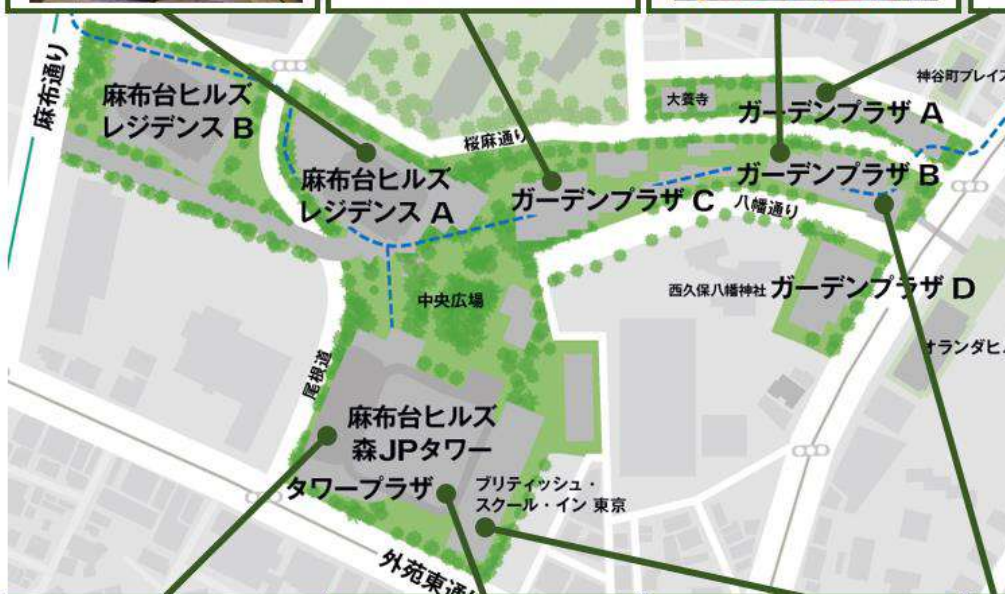 麻布通り
麻布台ヒルズ
レジデンス B
麻布台ヒルズ
レジデンス A
桜麻通り
大養寺
ガーデンプラザ A
神谷町プレイス
ガーデンプラザ B
ガーデンプラザ C
八幡通り
西久保八幡神社
ガーデンプラザ D
オランダヒ
中央広場
尾根道
麻布台ヒルズ
森JPタワー
タワープラザ
ブリティッシュ・
スクール・イン 東京
外苑東通り